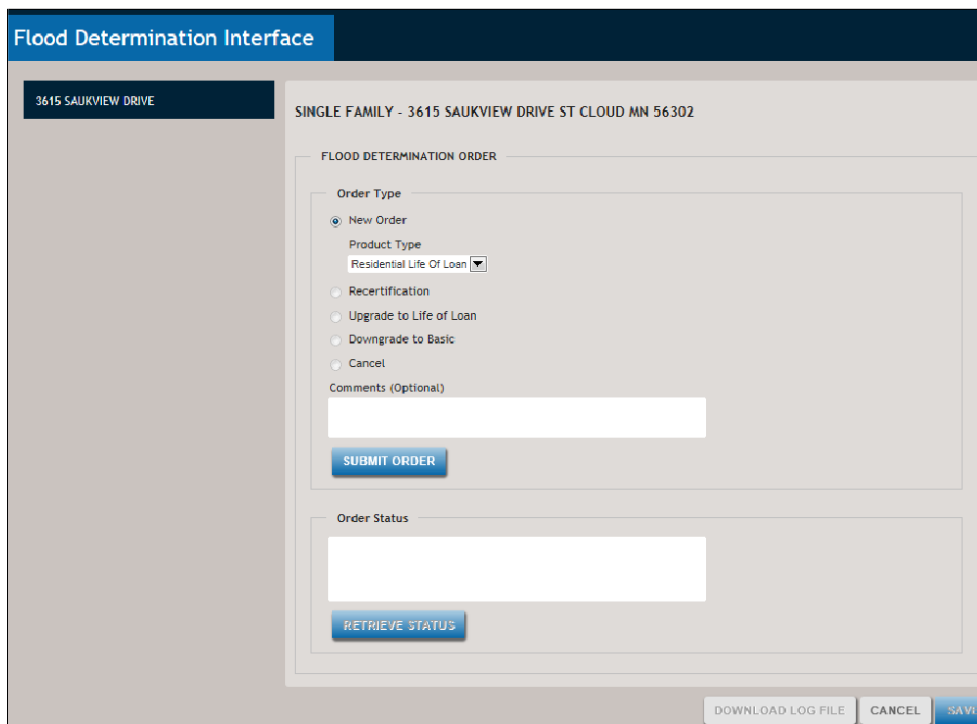 Flood Determination Interface
3615 SAUKVIEW DRIVE
SINGLE FAMILY - 3615 SAUKVIEW DRIVE ST CLOUD MN 56302
FLOOD DETERMINATION ORDER
Order Type
New Order
Product Type
Residential Life Of Loan
Recertification
Upgrade to Life of Loan
Downgrade to Basic
Cancel
Comments (Optional)
SUBMIT ORDER
Order Status
RETRIEVE STATUS
DOWNLOAD LOG FILE CANCEL SAVE